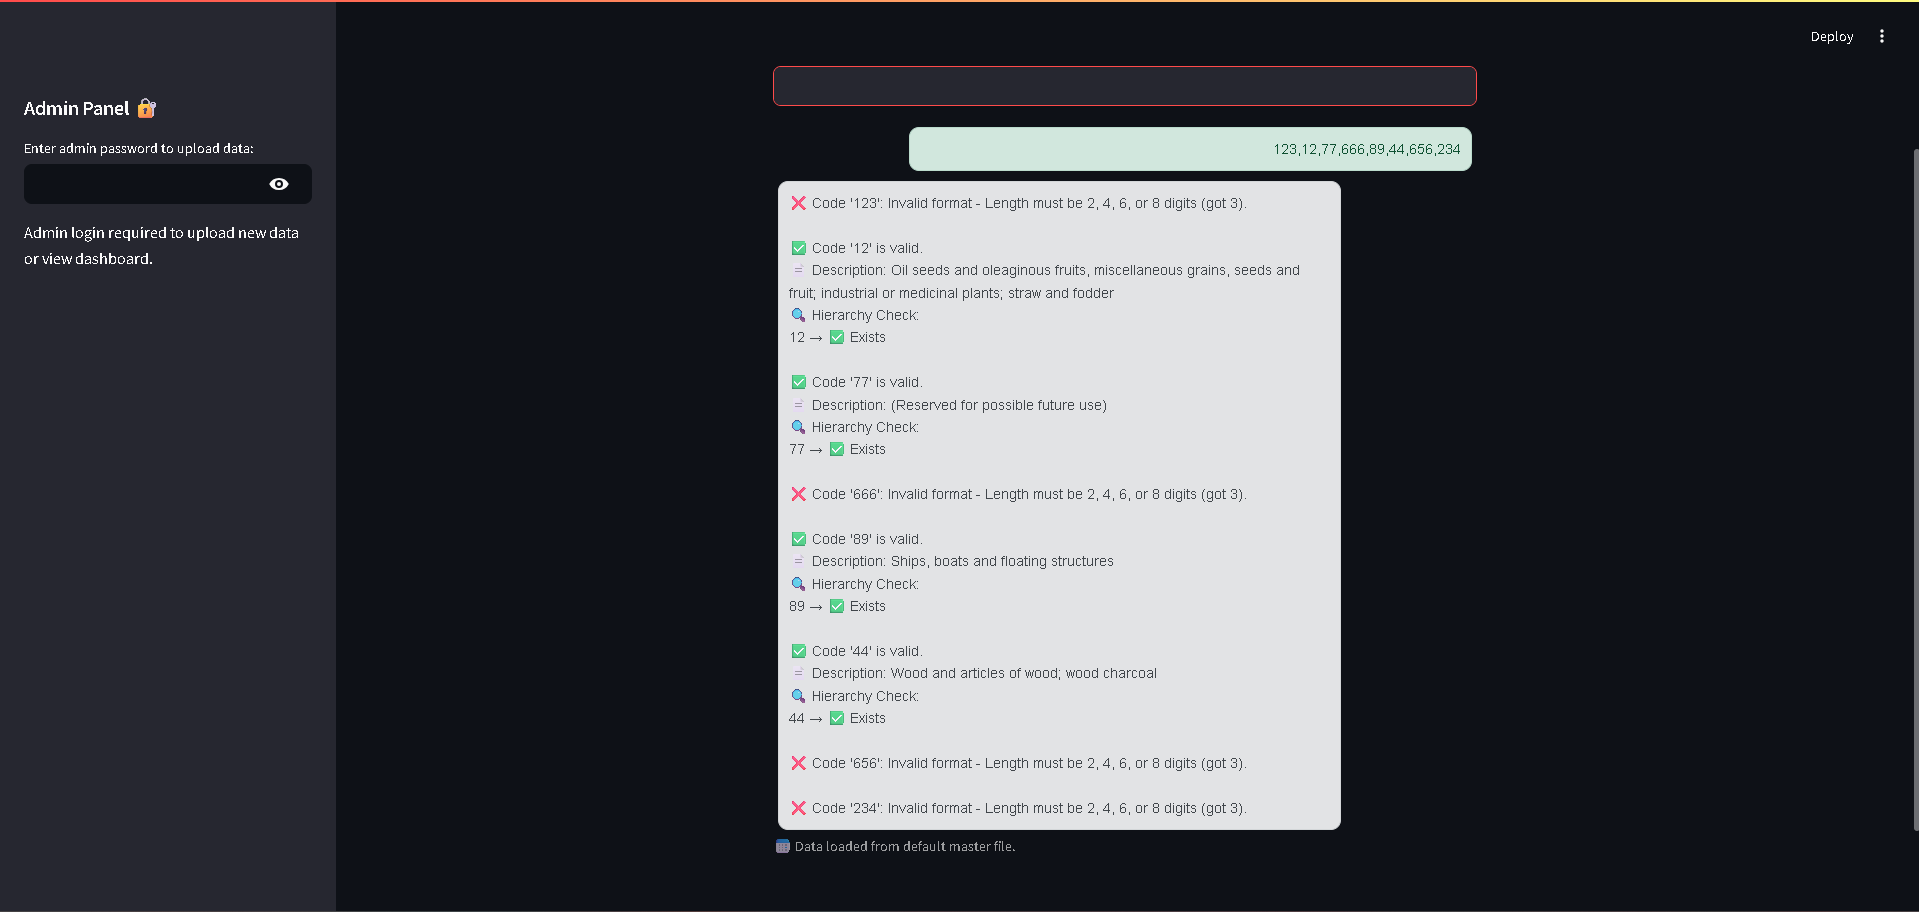 Deploy
Admin Panel
Enter admin password to upload data:
Admin login required to upload new data
or view dashboard.
123,12,77,666,89,44,656,234
❌ Code '123': Invalid format - Length must be 2, 4, 6, or 8 digits (got 3).
✅ Code '12' is valid.
Description: Oil seeds and oleaginous fruits, miscellaneous grains, seeds and
fruit; industrial or medicinal plants; straw and fodder
🔍 Hierarchy Check:
12 → ✅ Exists
✅ Code '77' is valid.
Description: (Reserved for possible future use)
🔍 Hierarchy Check:
77 → ✅ Exists
❌ Code '666': Invalid format - Length must be 2, 4, 6, or 8 digits (got 3).
✅ Code '89' is valid.
Description: Ships, boats and floating structures
🔍 Hierarchy Check:
89 → ✅ Exists
✅ Code '44' is valid.
Description: Wood and articles of wood; wood charcoal
🔍 Hierarchy Check:
44 → ✅ Exists
❌ Code '656': Invalid format - Length must be 2, 4, 6, or 8 digits (got 3).
❌ Code '234': Invalid format - Length must be 2, 4, 6, or 8 digits (got 3).
Data loaded from default master file.